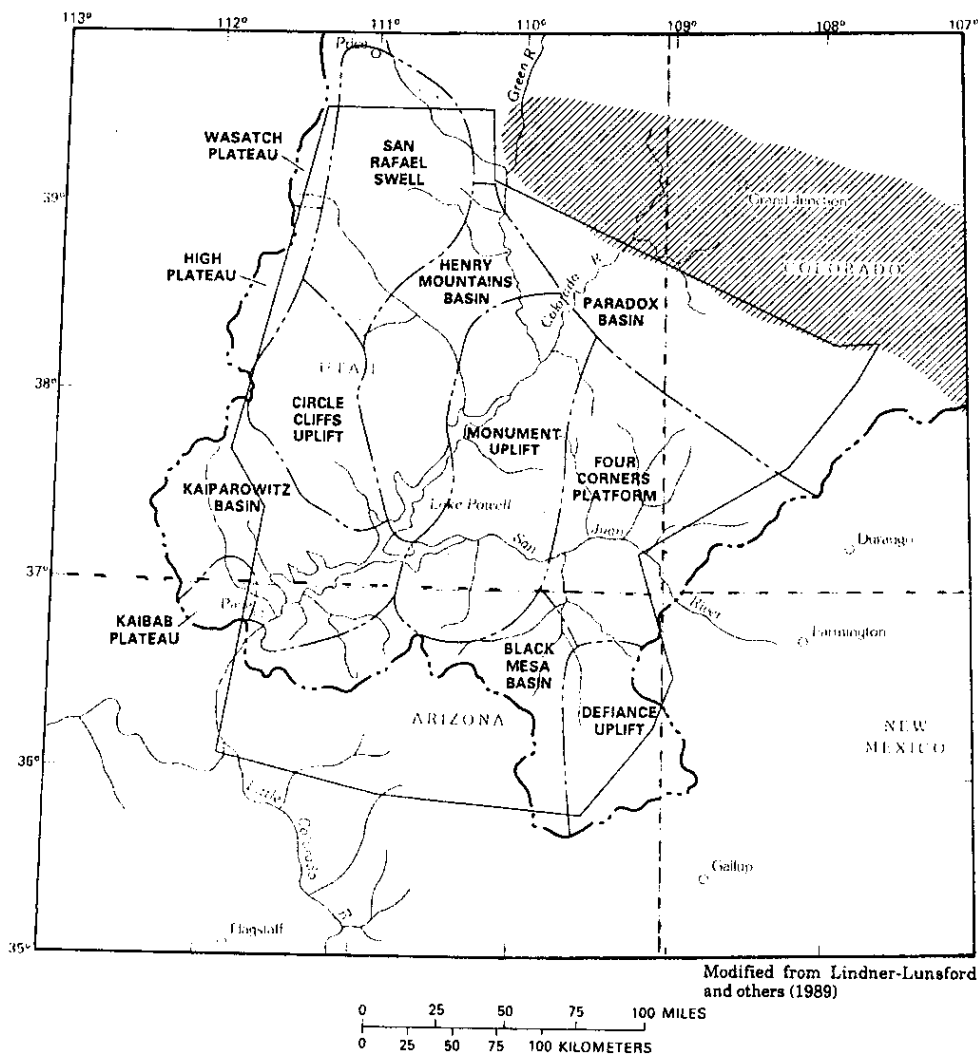 113°
112°
111°
110°
109°
108°
107°
Price
Green R
WASATCH
PLATEAU
SAN
RAFAEL
SWELL
39°
Grand Junction
HIGH
PLATEAU
HENRY
MOUNTAINS
BASIN
Colorado R
COLORADO
PARADOX
BASIN
UTAH
38°
CIRCLE
CLIFFS
UPLIFT
MONUMENT
UPLIFT
FOUR
CORNERS
PLATFORM
KAIPAROWITZ
BASIN
Lake Powell
San
Juan
River
Durango
37°
Paria
KAIBAB
PLATEAU
Farmington
BLACK
MESA
BASIN
ARIZONA
DEFIANCE
UPLIFT
NEW
MEXICO
36°
Little
Colorado
R
Gallup
Flagstaff
35°
Modified from Lindner-Lunsford
and others (1989)
0 25 50 75 100 MILES
0 25 50 75 100 KILOMETERS